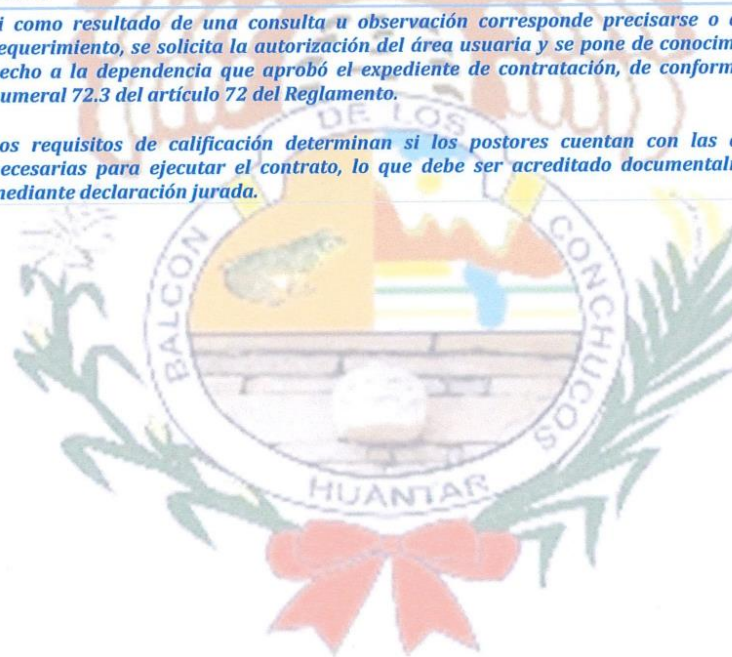 i como resultado de una consulta u observación corresponde precisarse o
equerimiento, se solicita la autorización del área usuaria y se pone de conocim
echo a la dependencia que aprobó el expediente de contratación, de conform
umeral 72.3 del artículo 72 del Reglamento.
os requisitos de calificación determinan si los postores cuentan con las
ecesarias para ejecutar el contrato, lo que debe ser acreditado documental
mediante declaración jurada.
BALCON DE LOS CONCHUCOS
HUANTAR